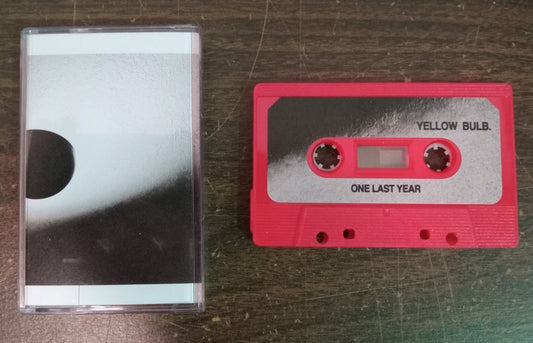 YELLOW BULB.
ONE LAST YEAR